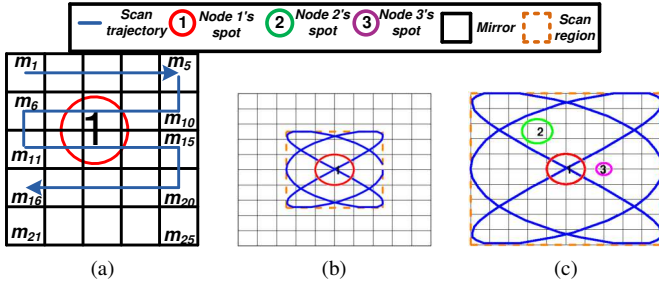 Scan trajectory
1 Node 1's spot
2 Node 2's spot
3 Node 3's spot
Mirror
Scan region
m1 m5
m6 m10
1
m11 m15
m16 m20
m21 m25
(a)
1
(b)
2
1 3
(c)